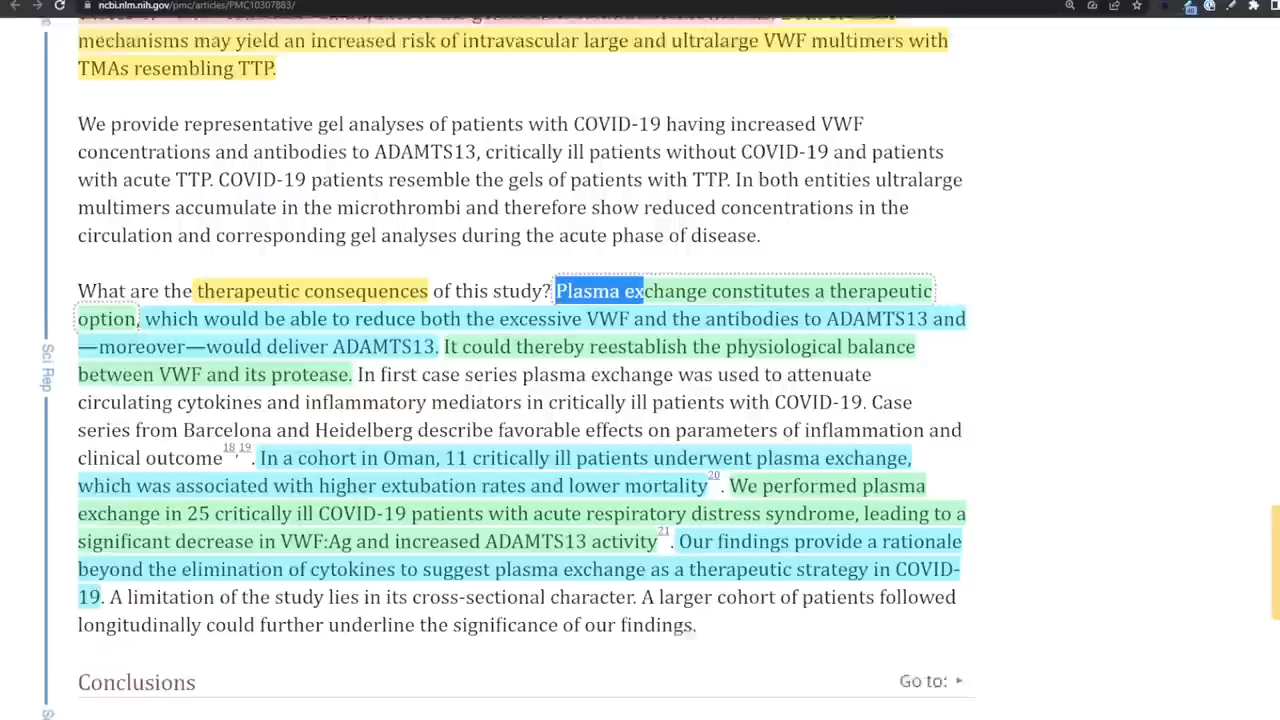 ncbi.nlm.nih.gov/pmc/articles/PMC10307883/
mechanisms may yield an increased risk of intravascular large and ultralarge VWF multimers with
TMAs resembling TTP.
We provide representative gel analyses of patients with COVID-19 having increased VWF
concentrations and antibodies to ADAMTS13, critically ill patients without COVID-19 and patients
with acute TTP. COVID-19 patients resemble the gels of patients with TTP. In both entities ultralarge
multimers accumulate in the microthrombi and therefore show reduced concentrations in the
circulation and corresponding gel analyses during the acute phase of disease.
What are the therapeutic consequences of this study? Plasma exchange constitutes a therapeutic
option, which would be able to reduce both the excessive VWF and the antibodies to ADAMTS13 and
—moreover—would deliver ADAMTS13. It could thereby reestablish the physiological balance
between VWF and its protease. In first case series plasma exchange was used to attenuate
circulating cytokines and inflammatory mediators in critically ill patients with COVID-19. Case
series from Barcelona and Heidelberg describe favorable effects on parameters of inflammation and
clinical outcome18,19. In a cohort in Oman, 11 critically ill patients underwent plasma exchange,
which was associated with higher extubation rates and lower mortality20. We performed plasma
exchange in 25 critically ill COVID-19 patients with acute respiratory distress syndrome, leading to a
significant decrease in VWF:Ag and increased ADAMTS13 activity21. Our findings provide a rationale
beyond the elimination of cytokines to suggest plasma exchange as a therapeutic strategy in COVID-
19. A limitation of the study lies in its cross-sectional character. A larger cohort of patients followed
longitudinally could further underline the significance of our findings.
Conclusions
Go to:
Sci Rep